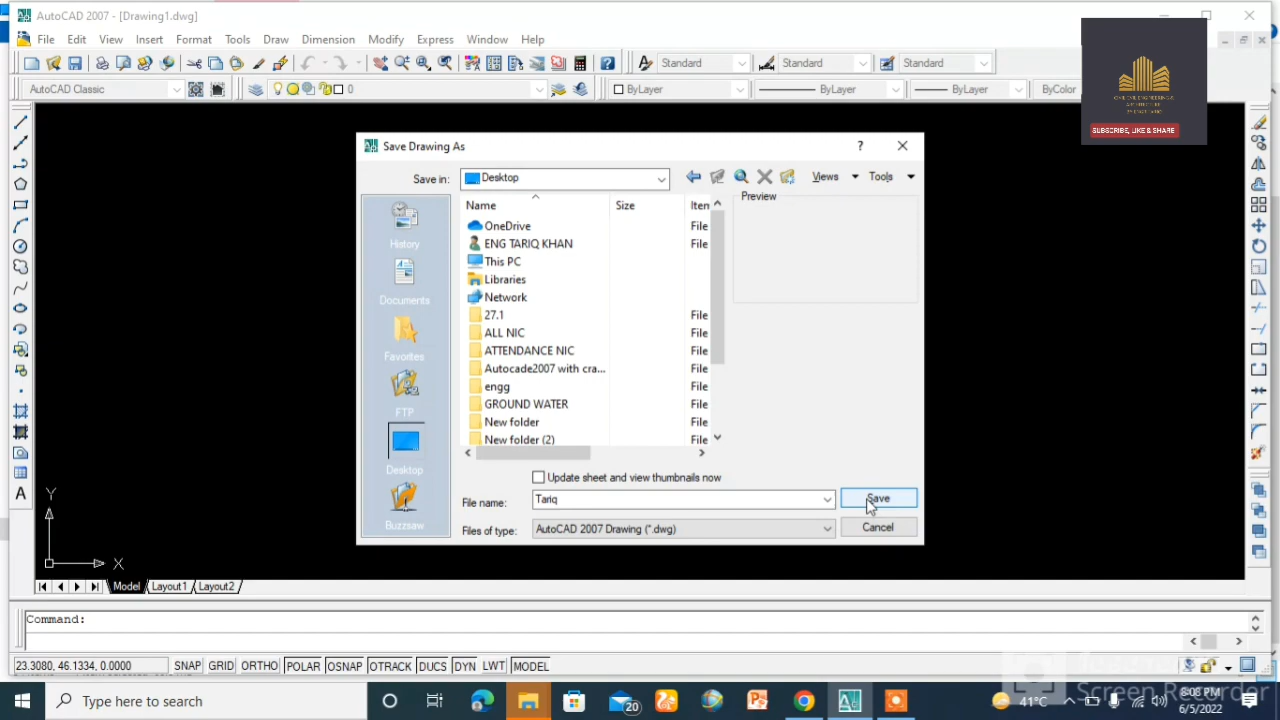 AutoCAD 2007 - [Drawing1.dwg]
File Edit View Insert Format Tools Draw Dimension Modify Express Window Help
Standard Standard Standard
AutoCAD Classic 0 ByLayer ByLayer ByLayer ByColor
SUBSCRIBE, LIKE & SHARE
Save Drawing As ?
Save in: Desktop Views Tools
Name Size Iten Preview
History
Documents
Favorites
FTP
Desktop
Buzzsaw
OneDrive
ENG TARIQ KHAN File
This PC
Libraries
Network
27.1 File
ALL NIC File
ATTENDANCE NIC File
Autocade2007 with cra... File
engg File
GROUND WATER File
New folder File
New folder (2) File
Update sheet and view thumbnails now
File name: Tariq Save
Files of type: AutoCAD 2007 Drawing (*.dwg) Cancel
Y
X
Model Layout1 Layout2
Command:
23.3080, 46.1334, 0.0000 SNAP GRID ORTHO POLAR OSNAP OTRACK DUCS DYN LWT MODEL
Screen Recorder
Type here to search 20 41°C 8:08 PM
6/5/2022